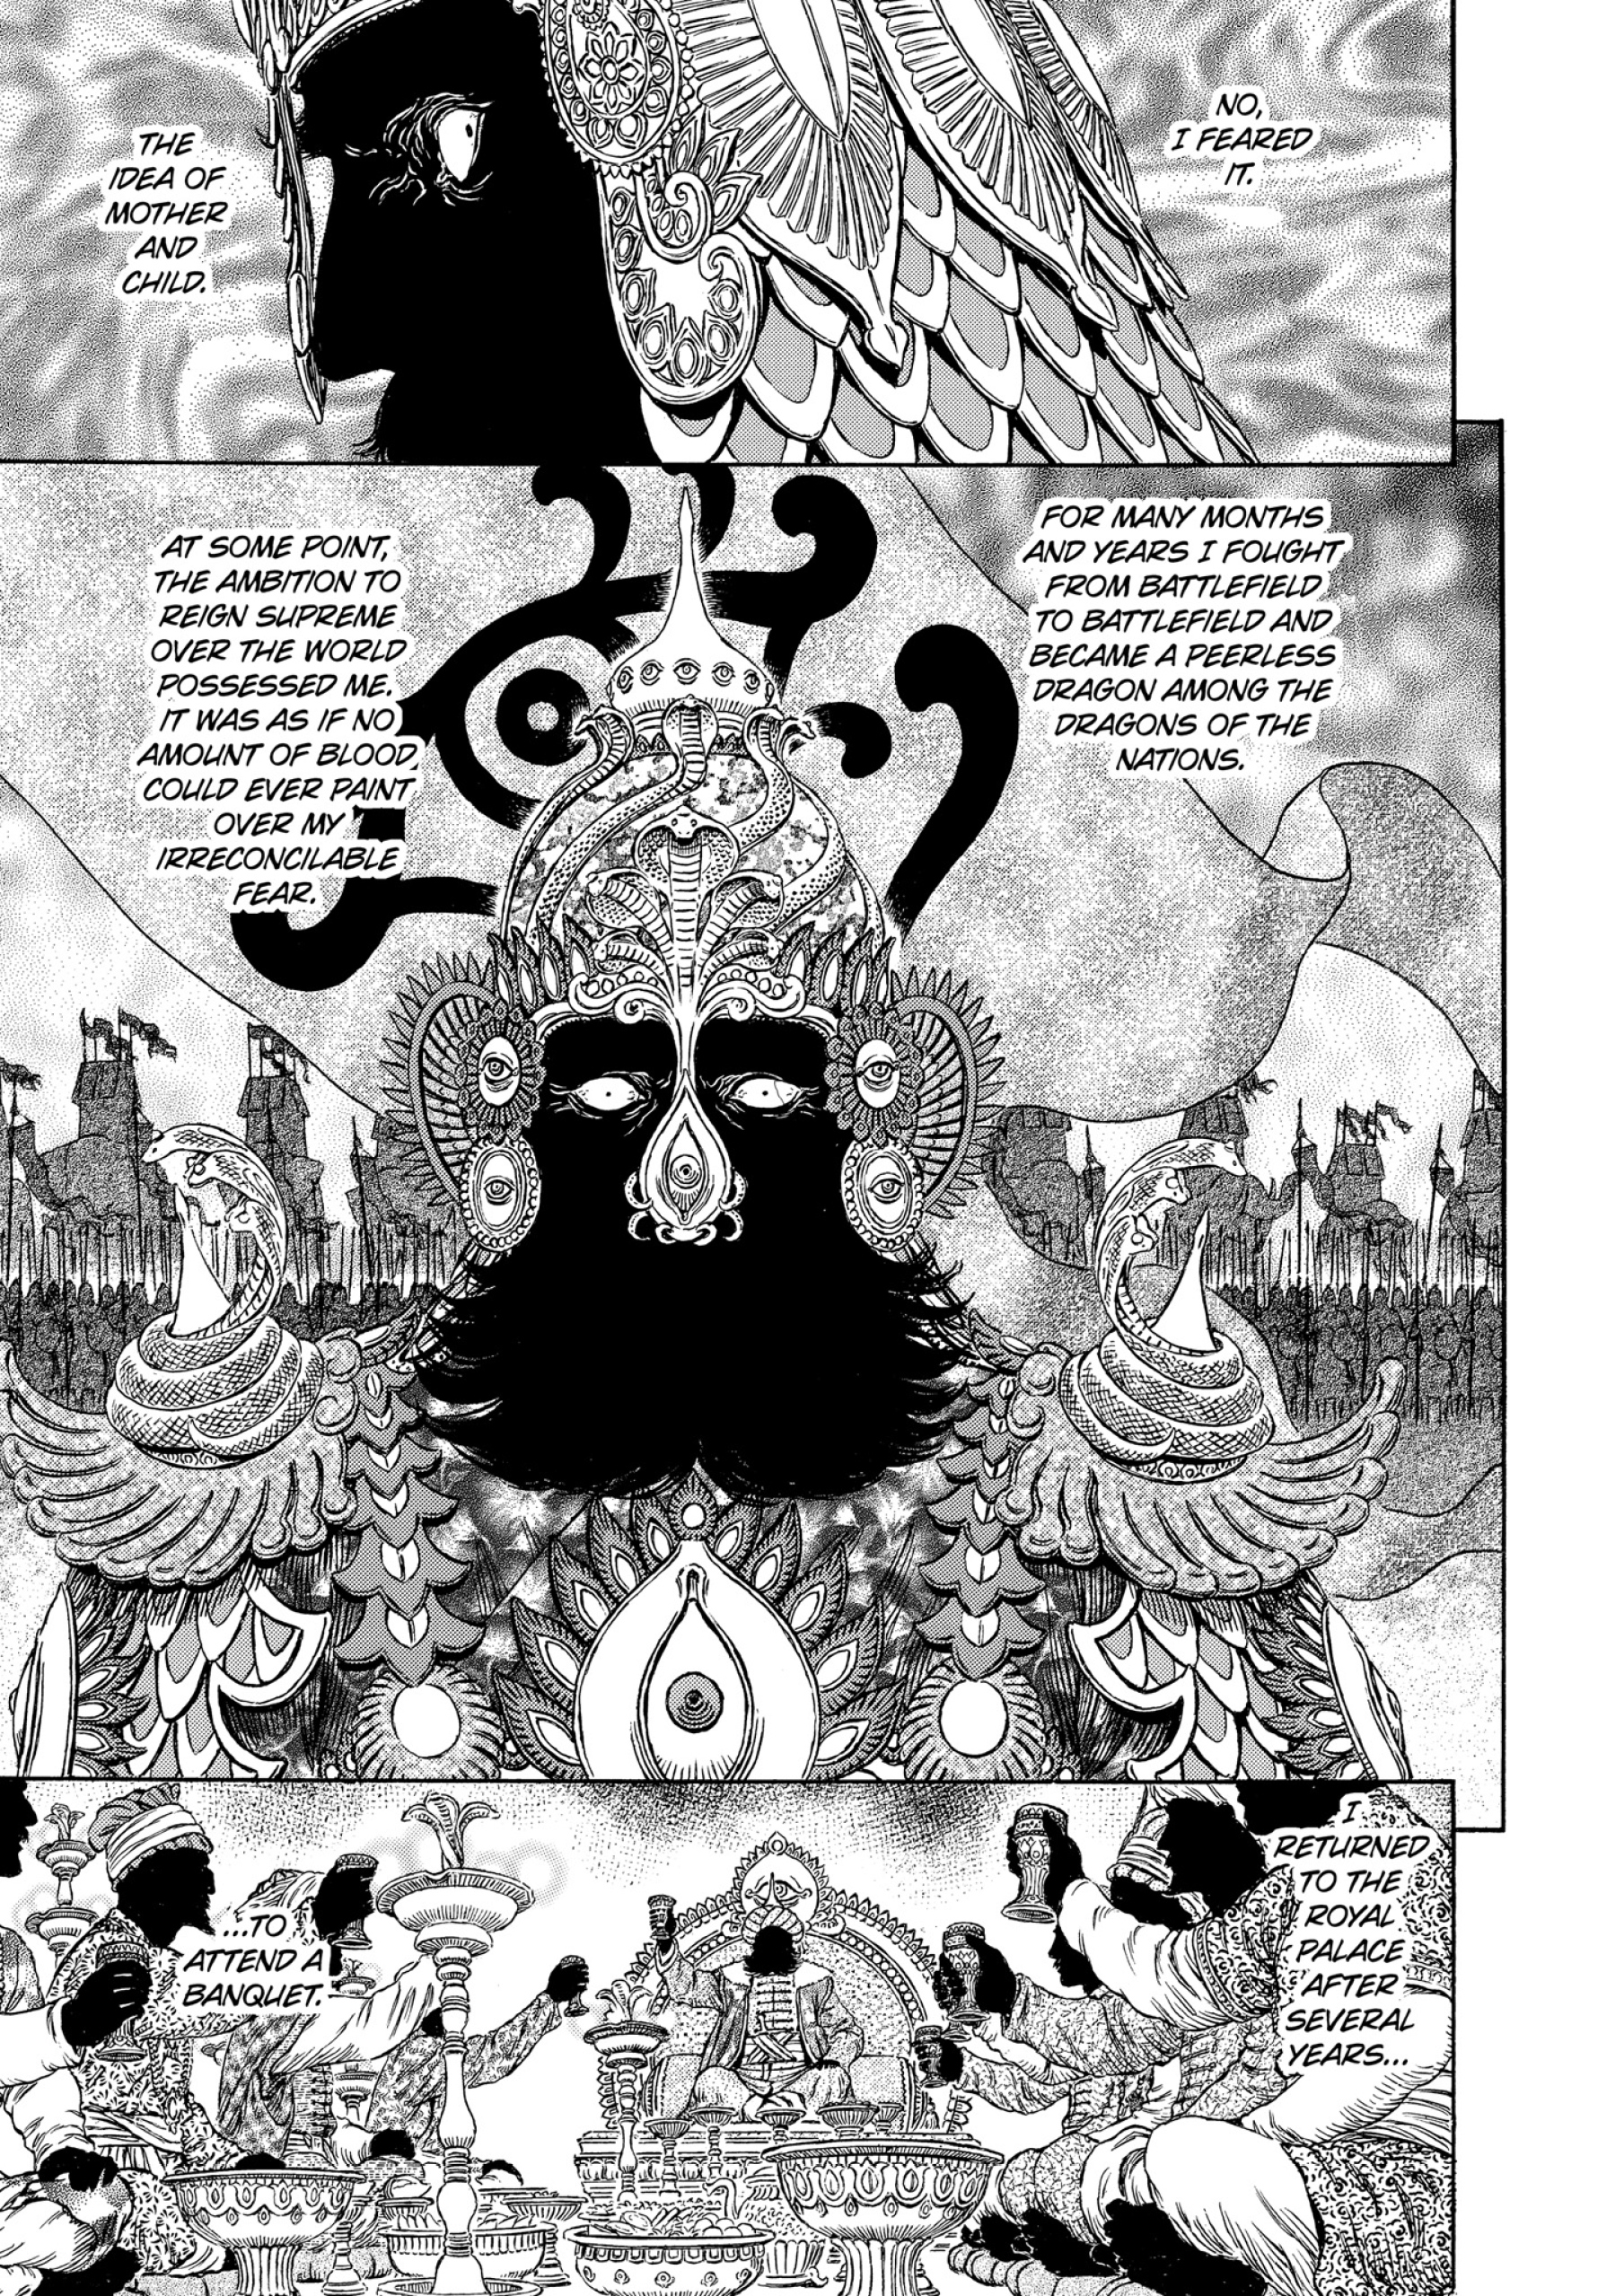 NO,
I FEARED
IT.
THE
IDEA OF
MOTHER
AND
CHILD.
FOR MANY MONTHS
AND YEARS I FOUGHT
FROM BATTLEFIELD
TO BATTLEFIELD AND
BECAME A PEERLESS
DRAGON AMONG THE
DRAGONS OF THE
NATIONS.
AT SOME POINT,
THE AMBITION TO
REIGN SUPREME
OVER THE WORLD
POSSESSED ME.
IT WAS AS IF NO
AMOUNT OF BLOOD
COULD EVER PAINT
OVER MY
IRRECONCILABLE
FEAR.
I
RETURNED
TO THE
ROYAL
PALACE
AFTER
SEVERAL
YEARS...
...TO
ATTEND A
BANQUET.